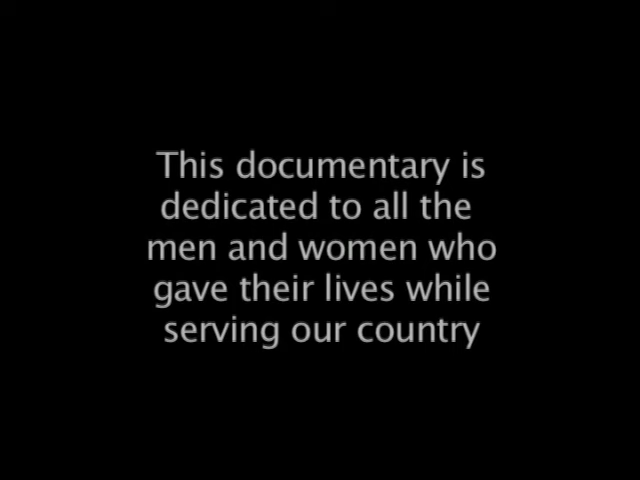 This documentary is
dedicated to all the
men and women who
gave their lives while
serving our country